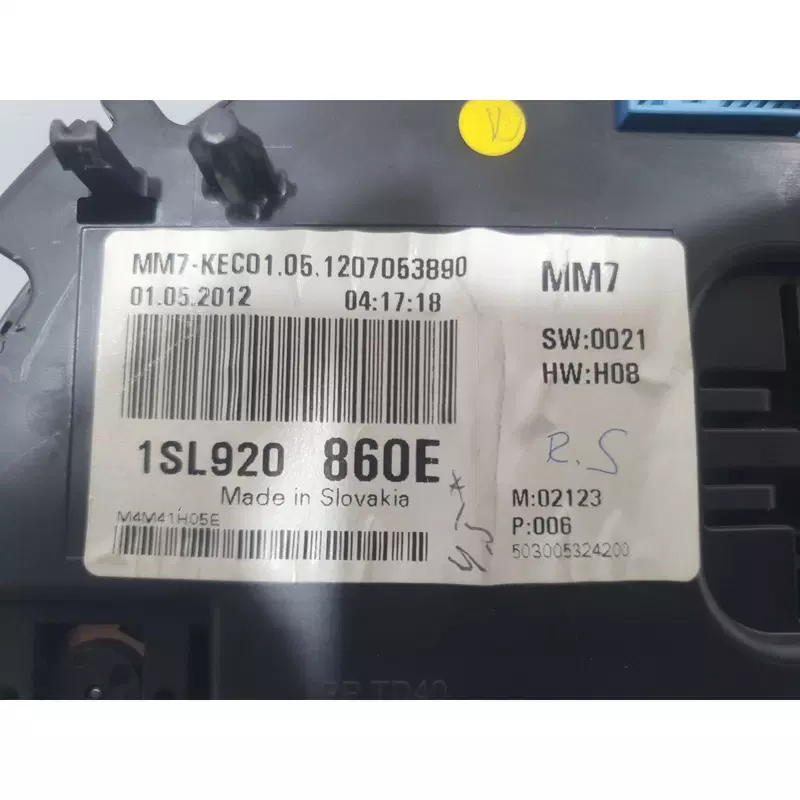 MM7-KEC01.05.1207053890
01.05.2012 04:17:18
1SL920 860E
Made in Slovakia
M4M41H05E
MM7
SW:0021
HW:H08
R.S
M:02123
P:006
503005324200